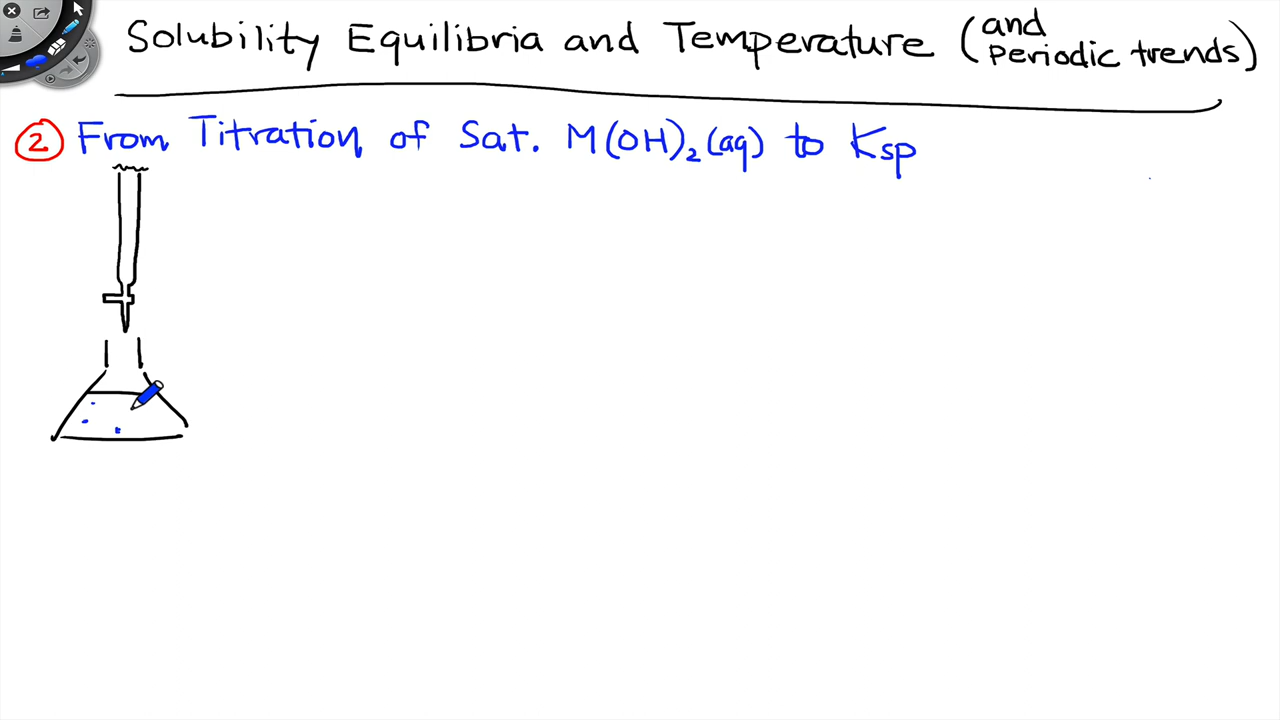 Solubility Equilibria and Temperature (and periodic trends)
② From Titration of Sat. M(OH)₂(aq) to Ksp